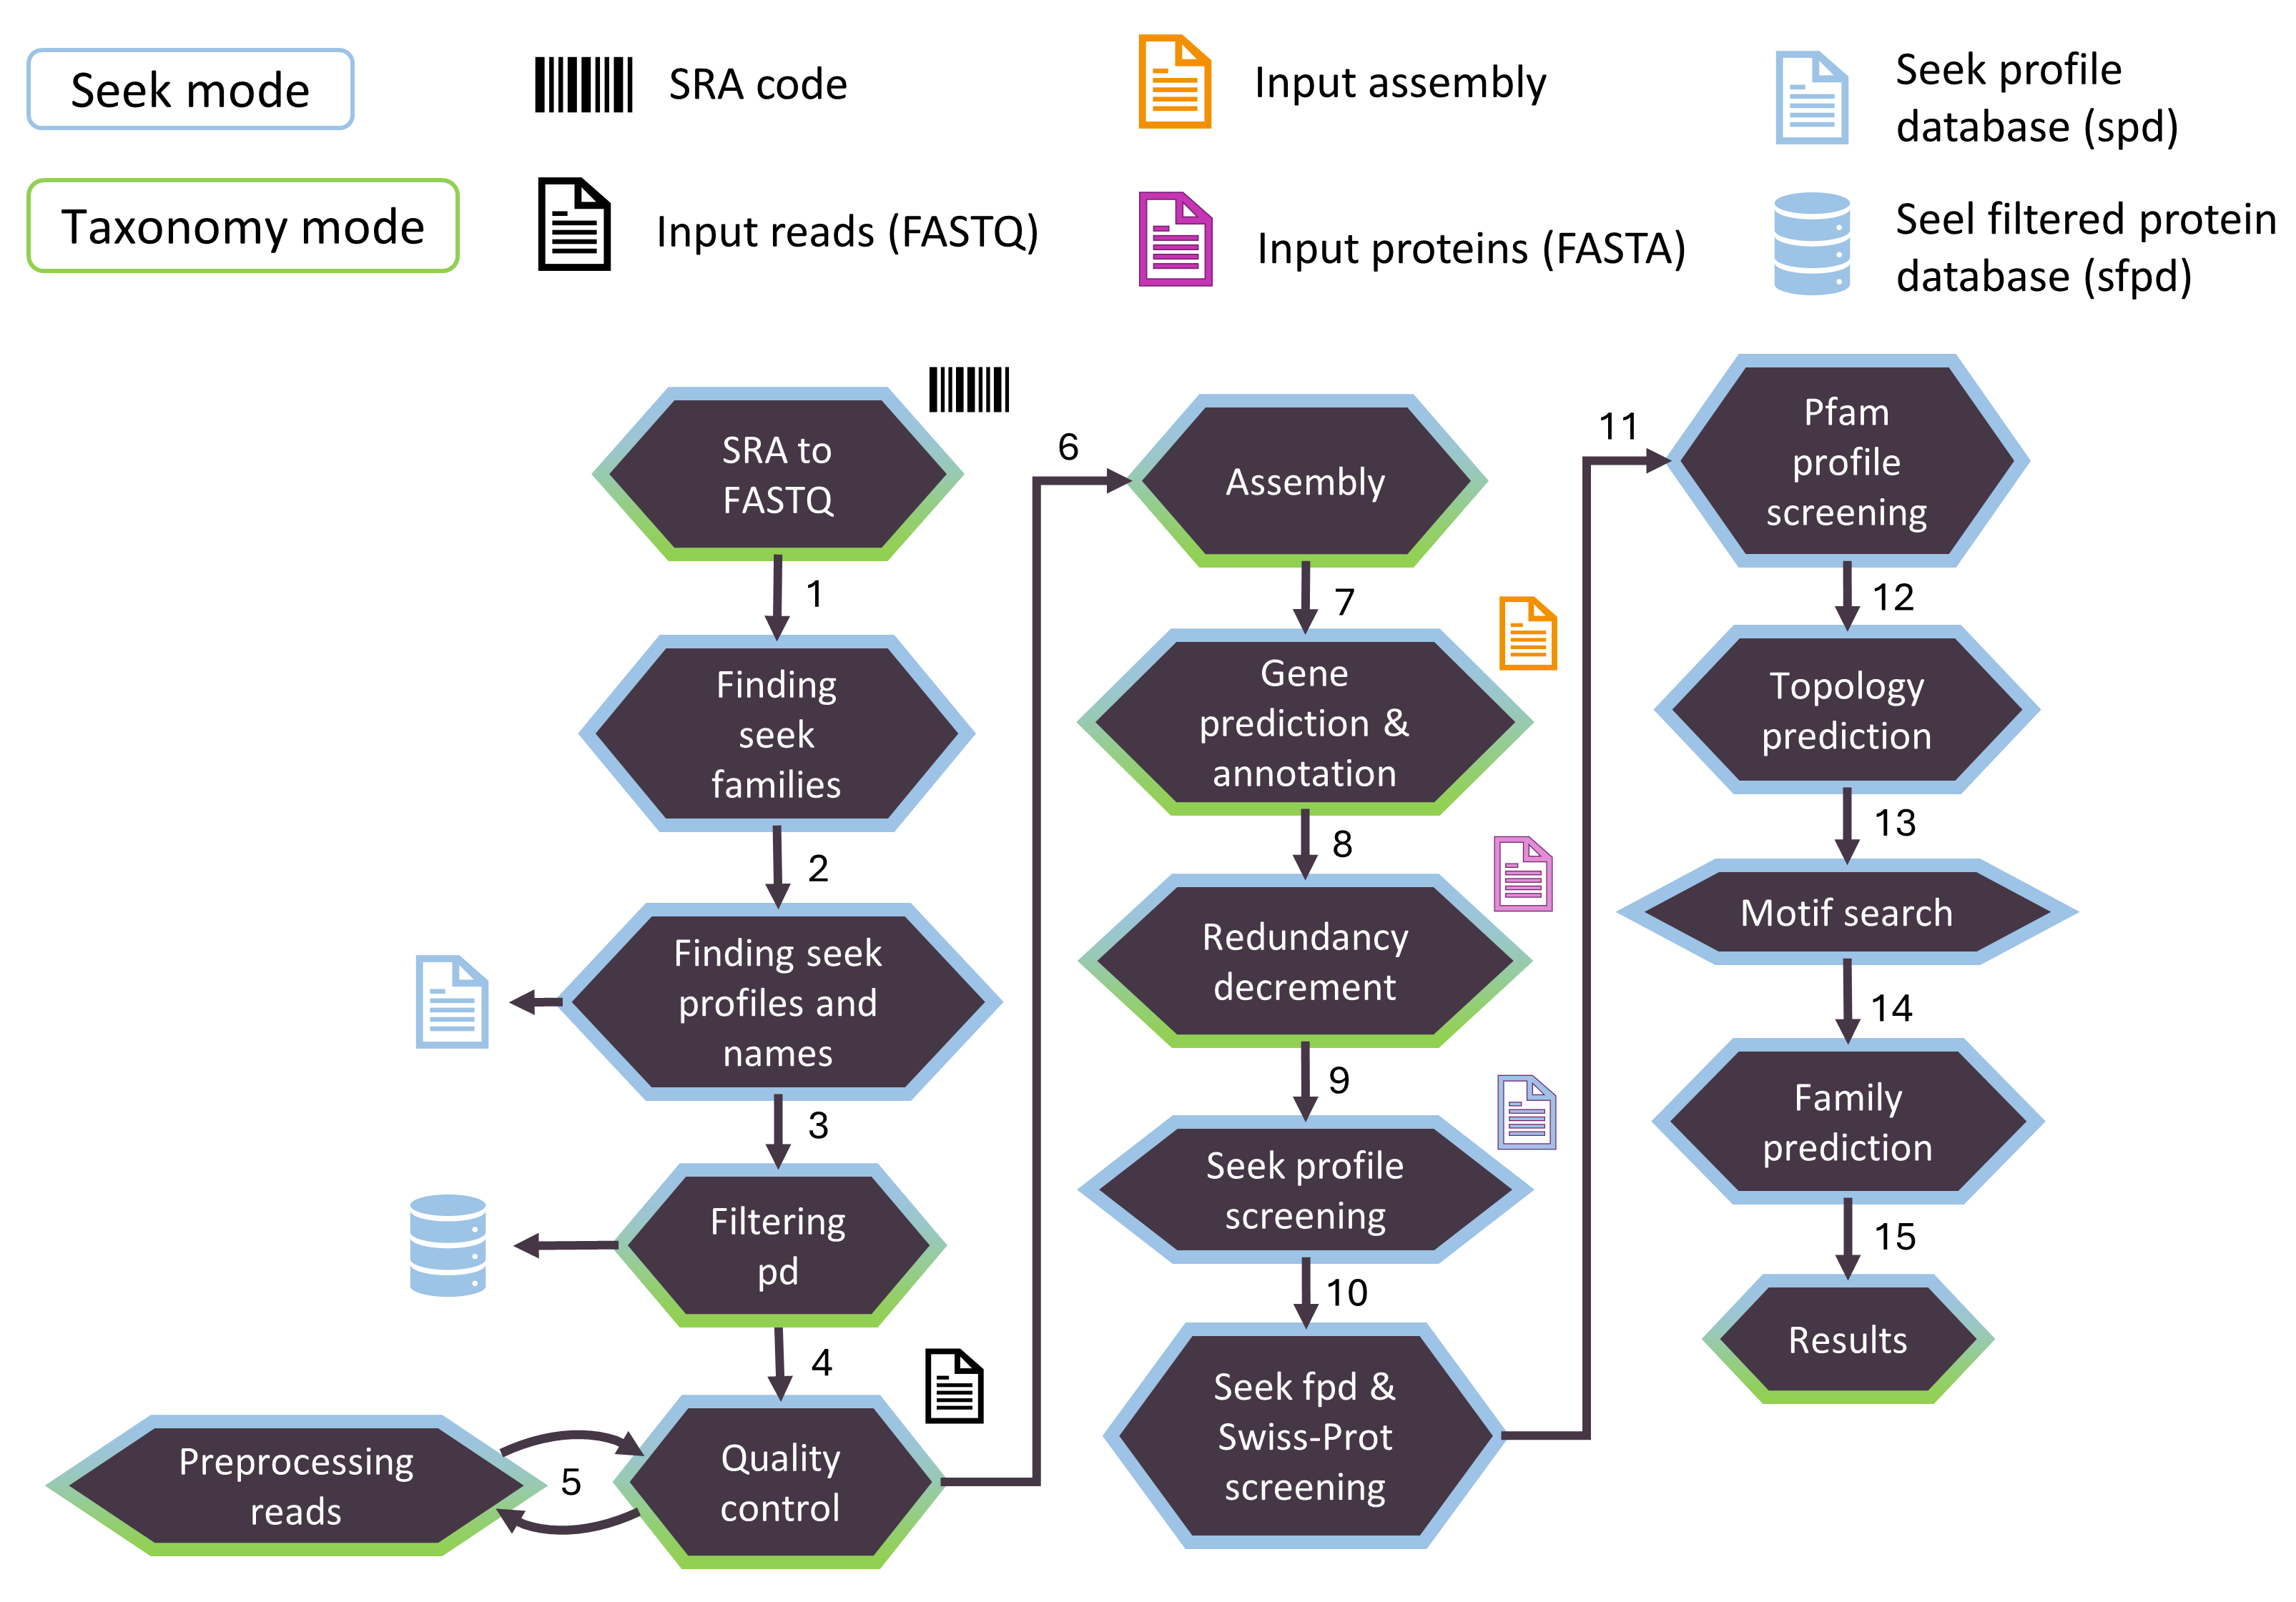 Seek mode
Taxonomy mode
SRA code
Input reads (FASTQ)
Input assembly
Input proteins (FASTA)
Seek profile
database (spd)
Seel filtered protein
database (sfpd)
SRA to
FASTQ
1
Finding
seek
families
2
Finding seek
profiles and
names
3
Filtering
pd
4
Quality
control
5
Preprocessing
reads
6
Assembly
7
Gene
prediction &
annotation
8
Redundancy
decrement
9
Seek profile
screening
10
Seek fpd &
Swiss-Prot
screening
11
Pfam
profile
screening
12
Topology
prediction
13
Motif search
14
Family
prediction
15
Results